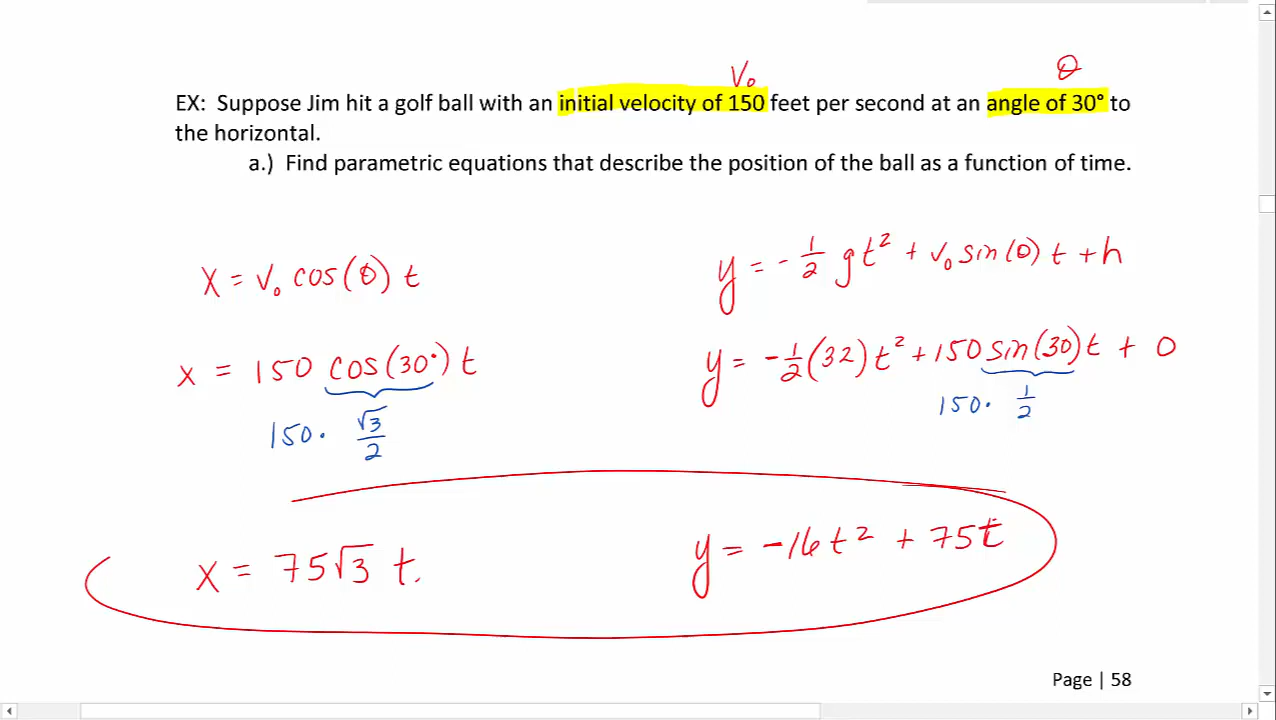 V₀ θ
EX: Suppose Jim hit a golf ball with an initial velocity of 150 feet per second at an angle of 30° to
the horizontal.
a.) Find parametric equations that describe the position of the ball as a function of time.
x = v₀ cos(θ) t
y = -1/2 gt² + v₀ sin(θ) t + h
x = 150 cos(30°) t
y = -1/2 (32) t² + 150 sin(30) t + 0
150 · √3/2
150 · 1/2
x = 75√3 t.
y = -16t² + 75t
Page | 58